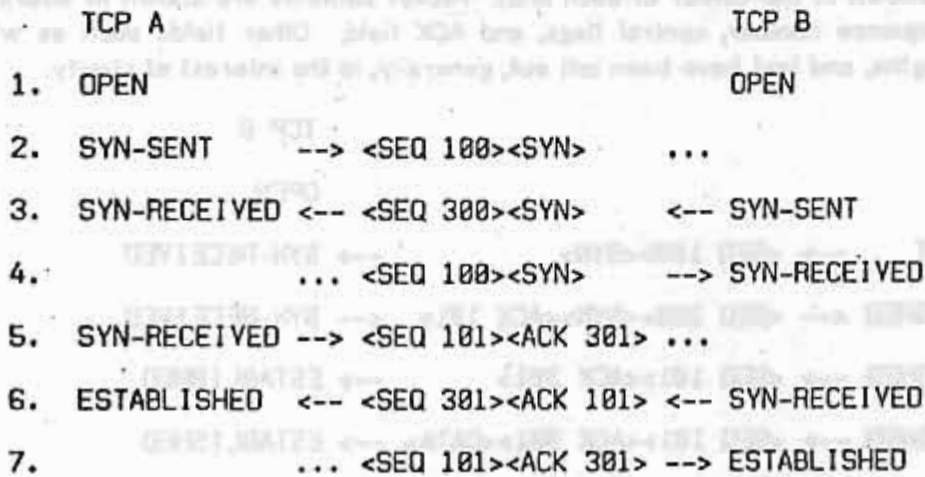 TCP A TCP B
1. OPEN OPEN
2. SYN-SENT --> <SEQ 100><SYN> ...
3. SYN-RECEIVED <-- <SEQ 300><SYN> <-- SYN-SENT
4. ... <SEQ 100><SYN> --> SYN-RECEIVED
5. SYN-RECEIVED --> <SEQ 101><ACK 301> ...
6. ESTABLISHED <-- <SEQ 301><ACK 101> <-- SYN-RECEIVED
7. ... <SEQ 101><ACK 301> --> ESTABLISHED